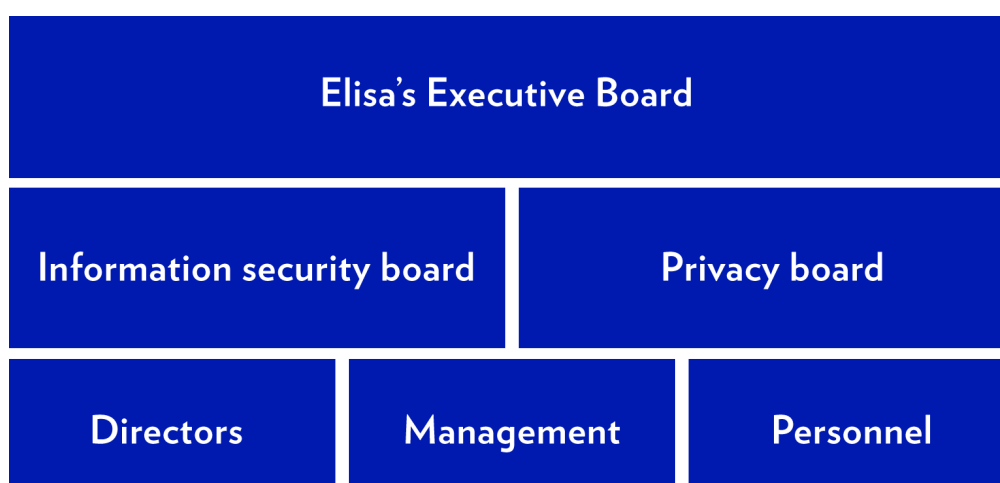 Elisa’s Executive Board
Information security board
Privacy board
Directors
Management
Personnel